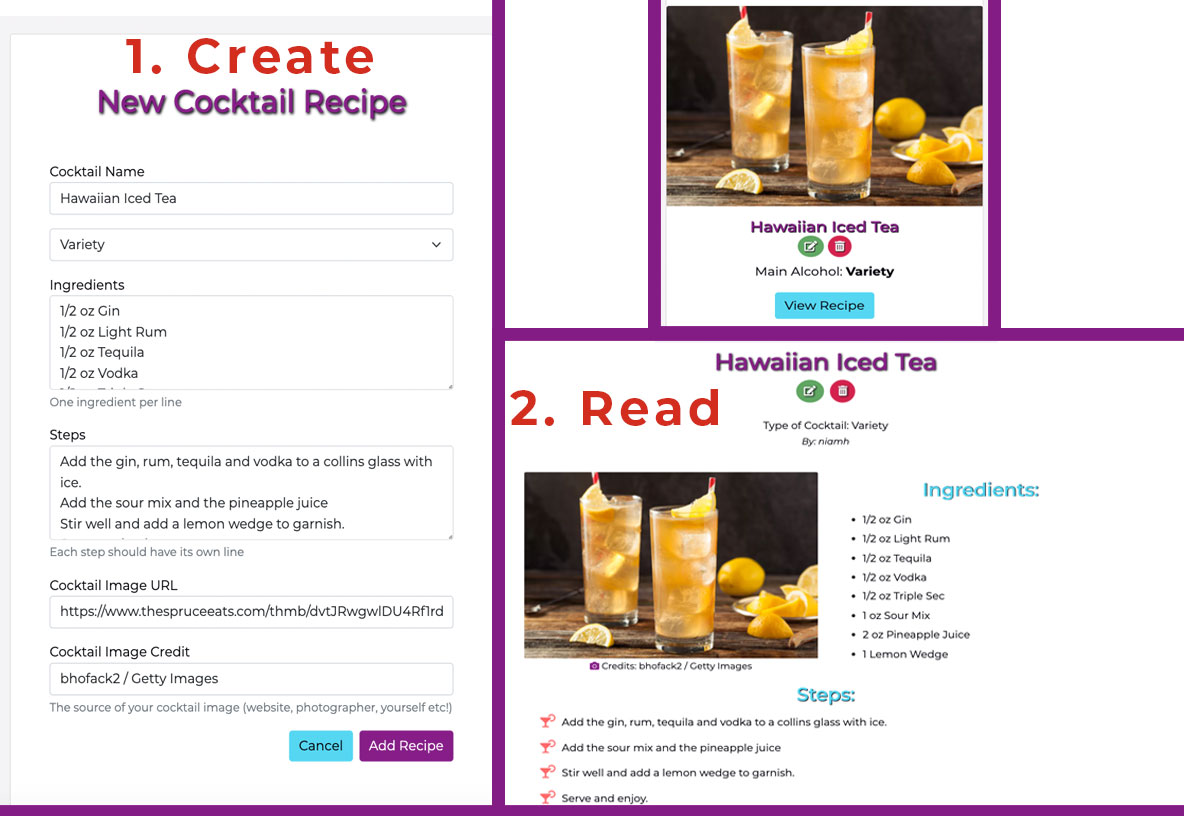 1. Create
New Cocktail Recipe
Cocktail Name
Hawaiian Iced Tea
Variety
Ingredients
1/2 oz Gin
1/2 oz Light Rum
1/2 oz Tequila
1/2 oz Vodka
One ingredient per line
Steps
Add the gin, rum, tequila and vodka to a collins glass with
ice.
Add the sour mix and the pineapple juice
Stir well and add a lemon wedge to garnish.
Each step should have its own line
Cocktail Image URL
https://www.thespruceeats.com/thmb/dvtJRwgwlDU4Rf1rd
Cocktail Image Credit
bhofack2 / Getty Images
The source of your cocktail image (website, photographer, yourself etc!)
Cancel
Add Recipe
Hawaiian Iced Tea
Main Alcohol: Variety
View Recipe
Hawaiian Iced Tea
2. Read
Type of Cocktail: Variety
By: niamh
Credits: bhofack2 / Getty Images
Ingredients:
1/2 oz Gin
1/2 oz Light Rum
1/2 oz Tequila
1/2 oz Vodka
1/2 oz Triple Sec
1 oz Sour Mix
2 oz Pineapple Juice
1 Lemon Wedge
Steps:
Add the gin, rum, tequila and vodka to a collins glass with ice.
Add the sour mix and the pineapple juice
Stir well and add a lemon wedge to garnish.
Serve and enjoy.